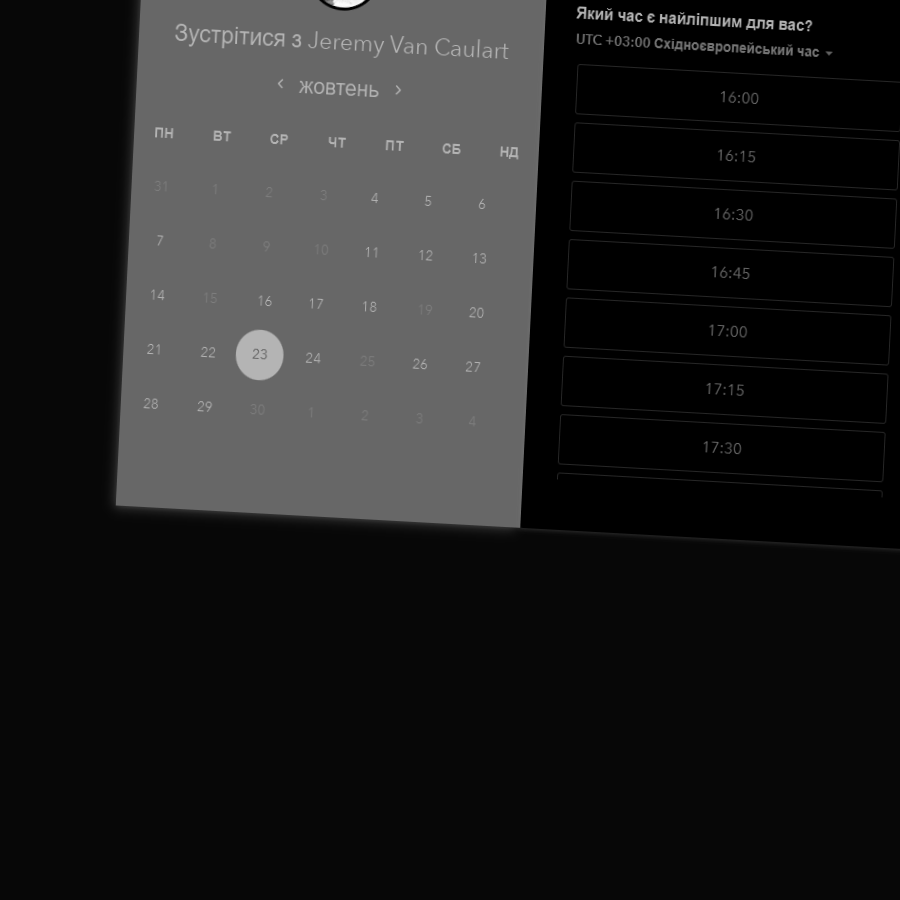 Зустрітися з Jeremy Van Caulart
‹ жовтень ›
ПН ВТ СР ЧТ ПТ СБ НД
31 1 2 3 4 5 6
7 8 9 10 11 12 13
14 15 16 17 18 19 20
21 22 23 24 25 26 27
28 29 30 1 2 3 4
Який час є найліпшим для вас?
UTC +03:00 Східноєвропейський час
16:00
16:15
16:30
16:45
17:00
17:15
17:30